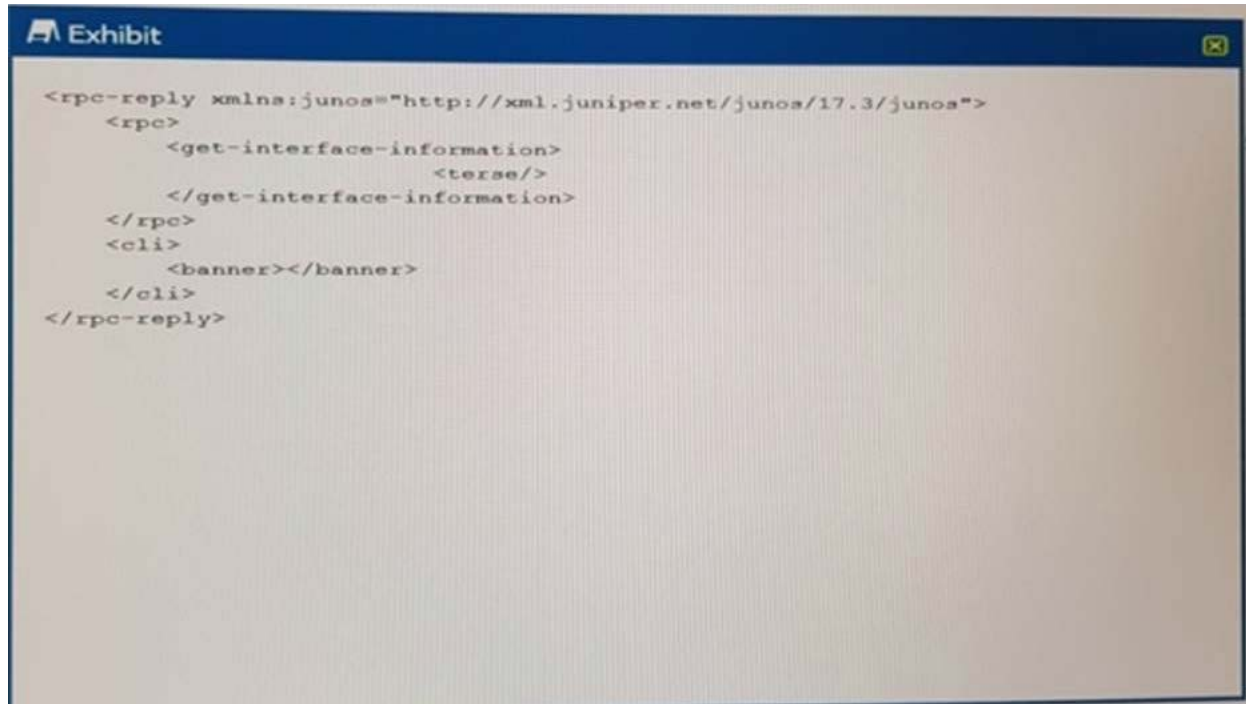 Exhibit
<rpc-reply xmlns:junos="http://xml.juniper.net/junos/17.3/junos">
    <rpc>
        <get-interface-information>
                        <terse/>
        </get-interface-information>
    </rpc>
    <cli>
        <banner></banner>
    </cli>
</rpc-reply>